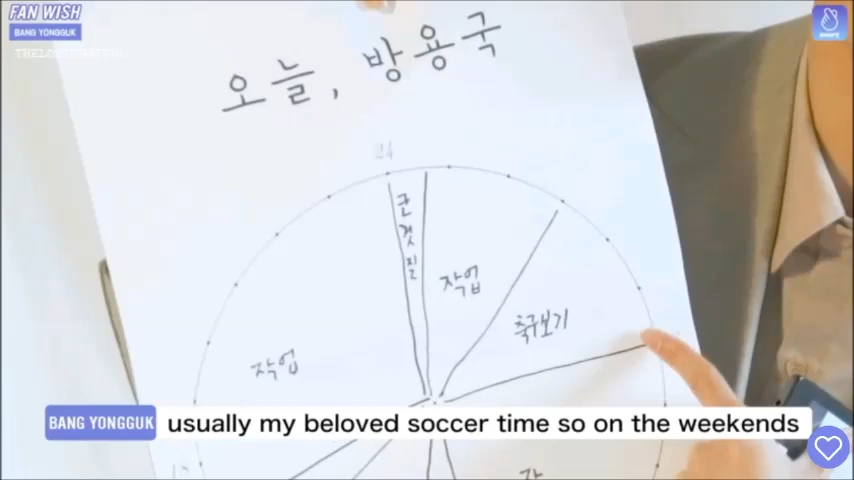 FAN WISH
BANG YONGGUK
오늘, 방용국
24
군것질
작업
축구보기
작업
BANG YONGGUK usually my beloved soccer time so on the weekends